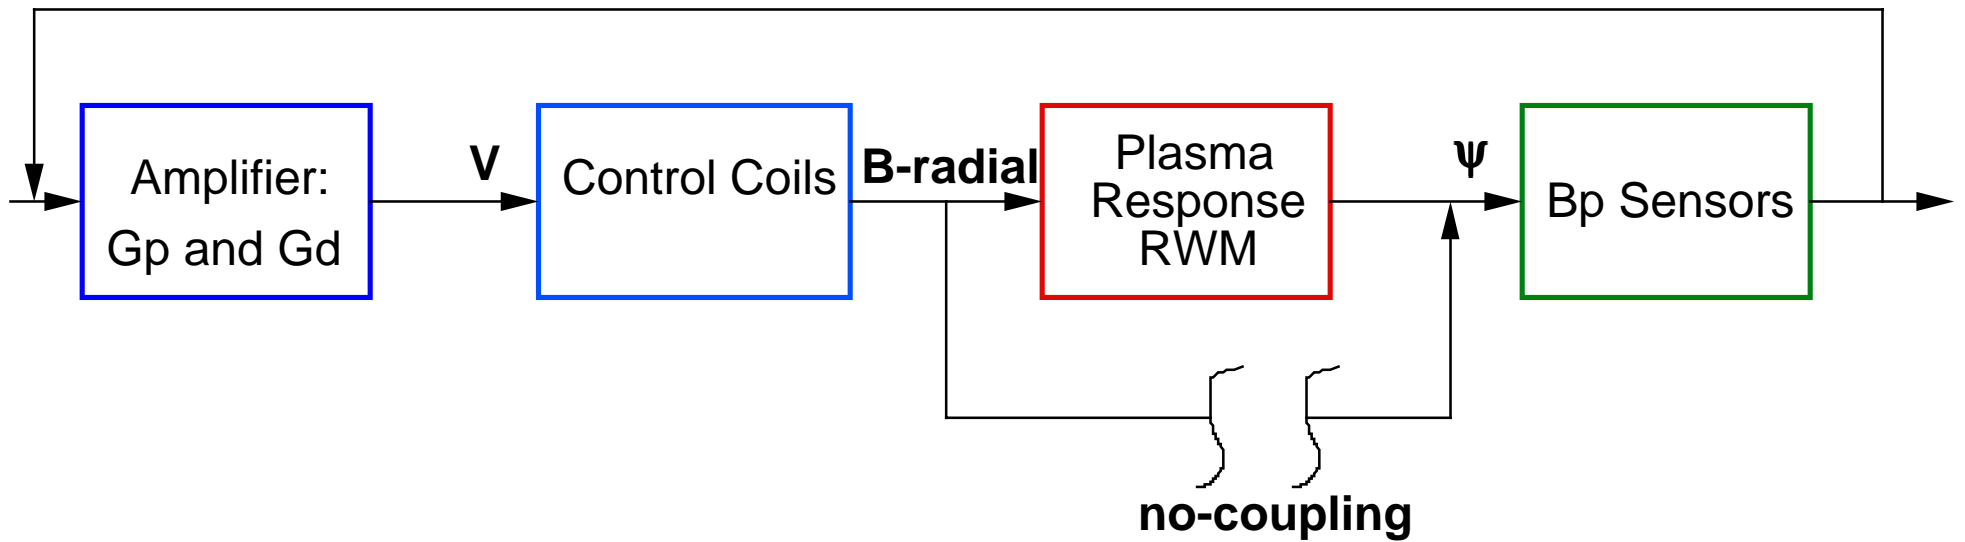 Amplifier:
Gp and Gd
V
Control Coils
B-radial
Plasma
Response
RWM
ψ
Bp Sensors
no-coupling